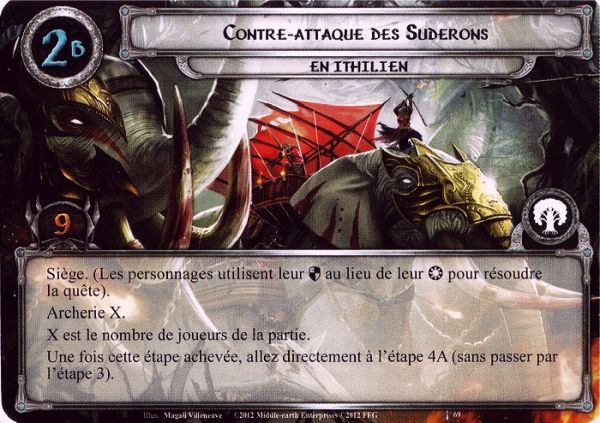 2B
CONTRE-ATTAQUE DES SUDERONS
EN ITHILIEN
9
Siège. (Les personnages utilisent leur au lieu de leur pour résoudre
la quête).
Archerie X.
X est le nombre de joueurs de la partie.
Une fois cette étape achevée, allez directement à l'étape 4A (sans passer par
l'étape 3).
Illus. Magali Villeneuve ©2012 Middle-earth Enterprises ©2012 FFG 69